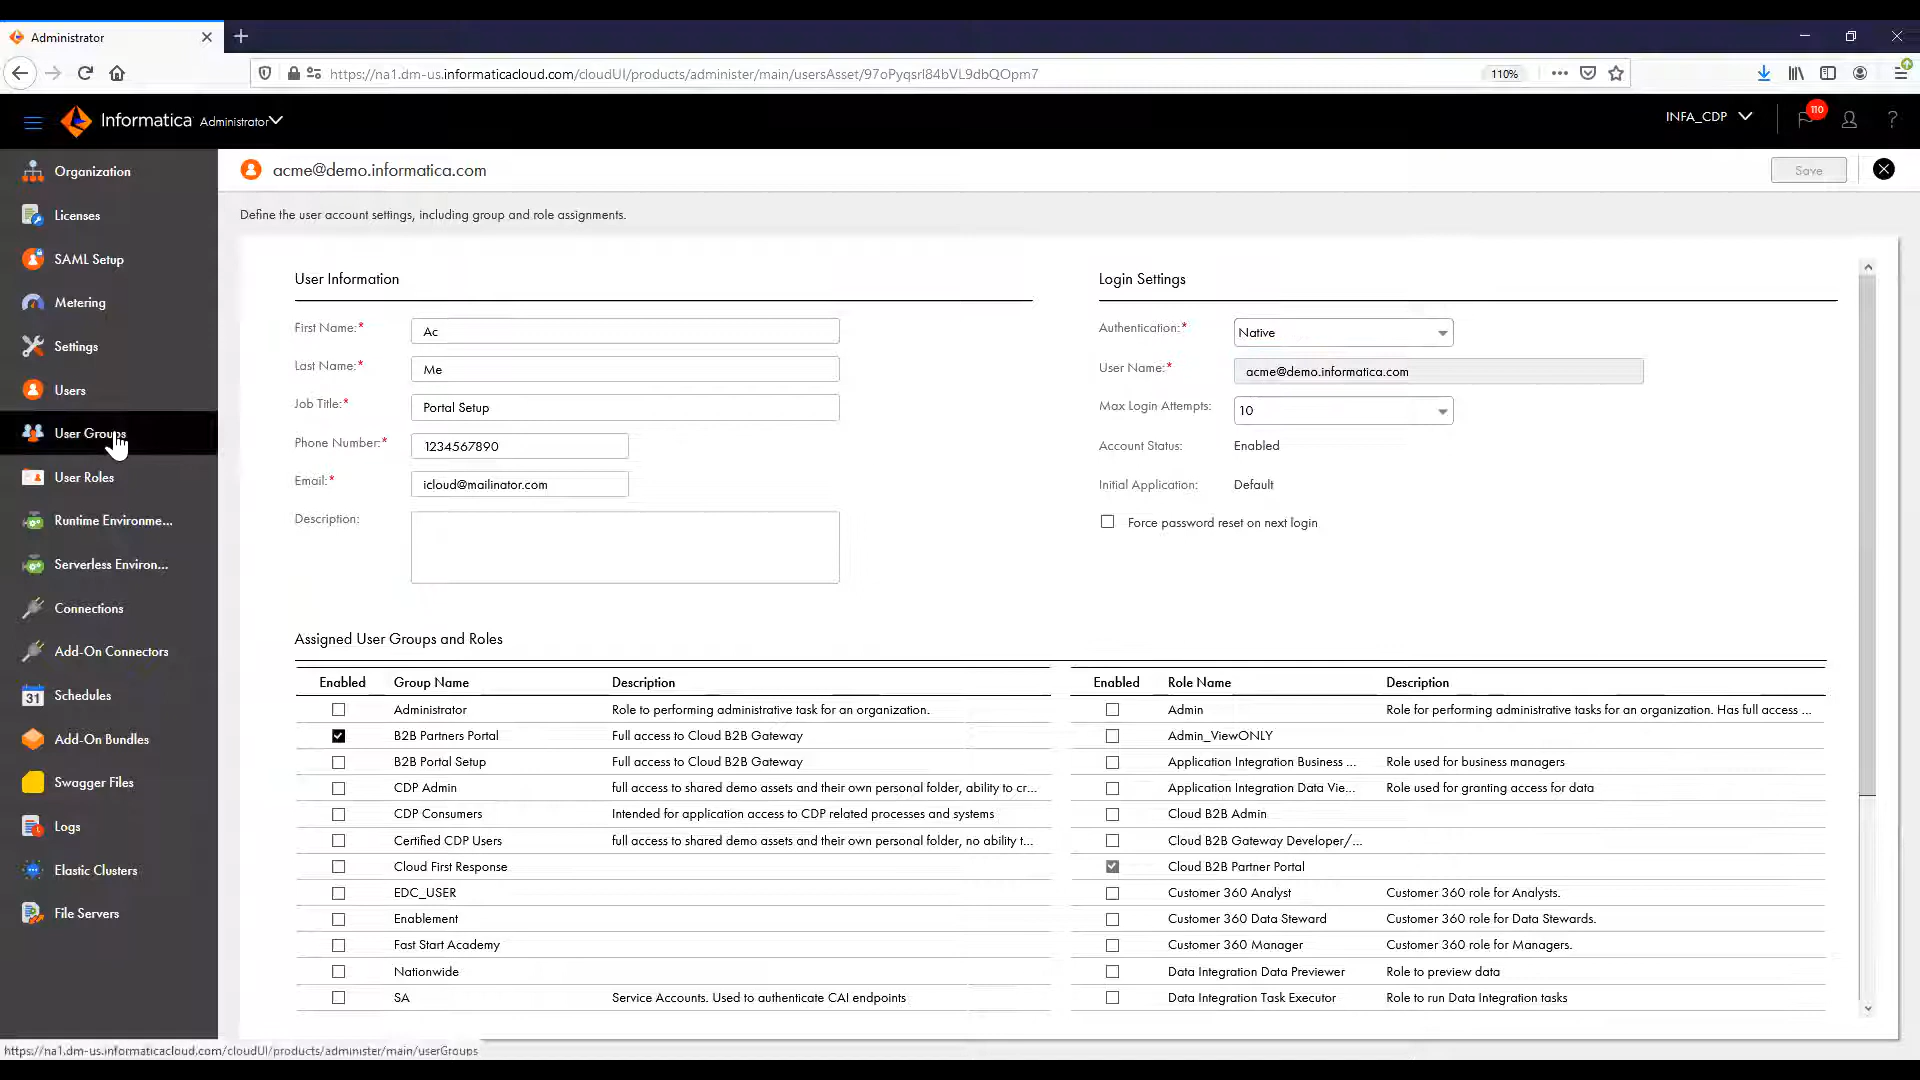 Administrator
https://na1.dm-us.informaticacloud.com/cloudUI/products/administer/main/usersAsset/97oPyqsrl84bVL9dbQOpm7
110%
Informatica Administrator
INFA_CDP
110
?
Organization
Licenses
SAML Setup
Metering
Settings
Users
User Groups
User Roles
Runtime Environme...
Serverless Environ...
Connections
Add-On Connectors
31 Schedules
Add-On Bundles
Swagger Files
Logs
Elastic Clusters
File Servers
acme@demo.informatica.com
Save
Define the user account settings, including group and role assignments.
User Information
First Name:* Ac
Last Name:* Me
Job Title:* Portal Setup
Phone Number:* 1234567890
Email:* icloud@mailinator.com
Description:
Login Settings
Authentication:* Native
User Name:* acme@demo.informatica.com
Max Login Attempts: 10
Account Status: Enabled
Initial Application: Default
Force password reset on next login
Assigned User Groups and Roles
Enabled Group Name Description
Administrator Role to performing administrative task for an organization.
B2B Partners Portal Full access to Cloud B2B Gateway
B2B Portal Setup Full access to Cloud B2B Gateway
CDP Admin full access to shared demo assets and their own personal folder, ability to cr...
CDP Consumers Intended for application access to CDP related processes and systems
Certified CDP Users full access to shared demo assets and their own personal folder, no ability t...
Cloud First Response
EDC_USER
Enablement
Fast Start Academy
Nationwide
SA Service Accounts. Used to authenticate CAI endpoints
Enabled Role Name Description
Admin Role for performing administrative tasks for an organization. Has full access ...
Admin_ViewONLY
Application Integration Business ... Role used for business managers
Application Integration Data Vie... Role used for granting access for data
Cloud B2B Admin
Cloud B2B Gateway Developer/...
Cloud B2B Partner Portal
Customer 360 Analyst Customer 360 role for Analysts.
Customer 360 Data Steward Customer 360 role for Data Stewards.
Customer 360 Manager Customer 360 role for Managers.
Data Integration Data Previewer Role to preview data
Data Integration Task Executor Role to run Data Integration tasks
https://na1.dm-us.informaticacloud.com/cloudUI/products/administer/main/userGroups